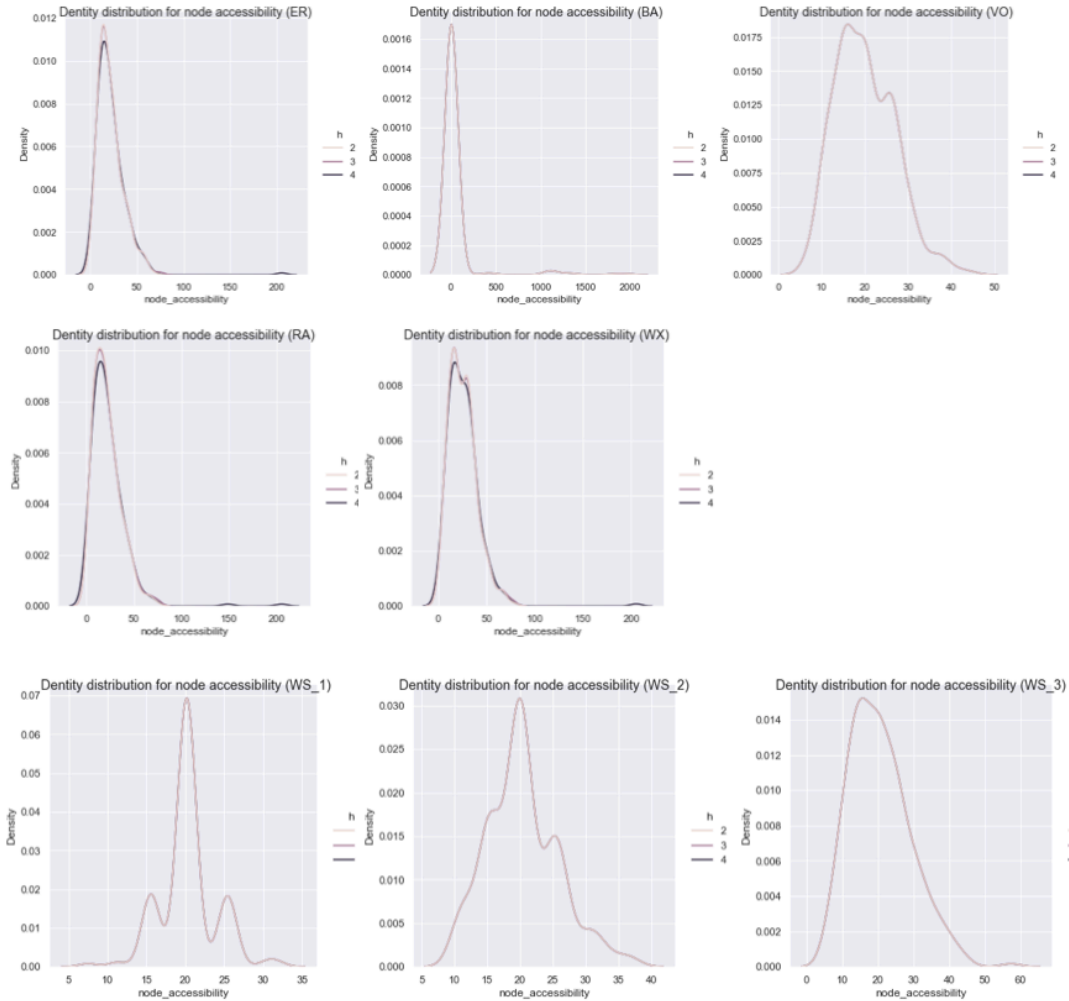 Dentity distribution for node accessibility (ER)
0.012
0.010
0.008
0.006
0.004
0.002
0.000
Density
0 50 100 150 200
node_accessibility
h
2
3
4
Dentity distribution for node accessibility (BA)
0.0016
0.0014
0.0012
0.0010
0.0008
0.0006
0.0004
0.0002
0.0000
Density
0 500 1000 1500 2000
node_accessibility
h
2
3
4
Dentity distribution for node accessibility (VO)
0.0175
0.0150
0.0125
0.0100
0.0075
0.0050
0.0025
0.0000
Density
0 10 20 30 40 50
node_accessibility
h
2
3
4
Dentity distribution for node accessibility (RA)
0.010
0.008
0.006
0.004
0.002
0.000
Density
0 50 100 150 200
node_accessibility
h
2
3
4
Dentity distribution for node accessibility (WX)
0.008
0.006
0.004
0.002
0.000
Density
0 50 100 150 200
node_accessibility
h
2
3
4
Dentity distribution for node accessibility (WS_1)
0.07
0.06
0.05
0.04
0.03
0.02
0.01
0.00
Density
5 10 15 20 25 30 35
node_accessibility
h
Dentity distribution for node accessibility (WS_2)
0.030
0.025
0.020
0.015
0.010
0.005
0.000
Density
5 10 15 20 25 30 35 40
node_accessibility
h
2
3
4
Dentity distribution for node accessibility (WS_3)
0.014
0.012
0.010
0.008
0.006
0.004
0.002
0.000
Density
0 10 20 30 40 50 60
node_accessibility